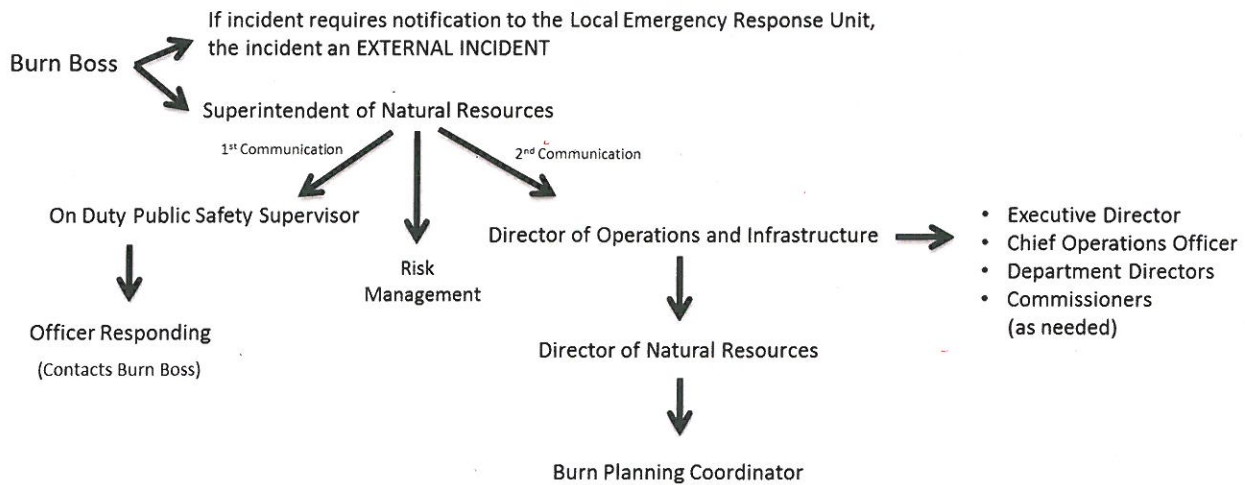 If incident requires notification to the Local Emergency Response Unit,
the incident an EXTERNAL INCIDENT
Burn Boss
Superintendent of Natural Resources
1st Communication
2nd Communication
On Duty Public Safety Supervisor
Director of Operations and Infrastructure
• Executive Director
• Chief Operations Officer
• Department Directors
• Commissioners
(as needed)
Risk
Management
Officer Responding
(Contacts Burn Boss)
Director of Natural Resources
Burn Planning Coordinator